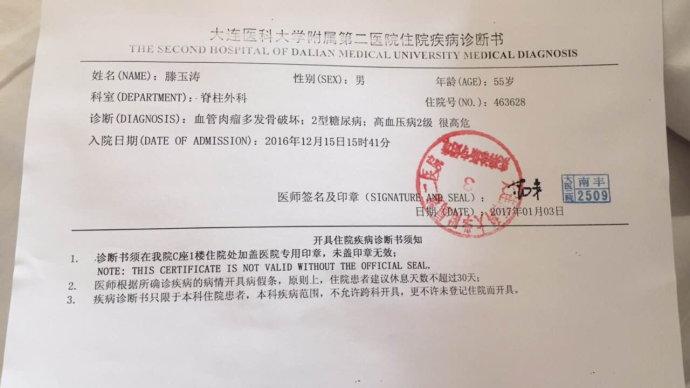 大连医科大学附属第二医院住院疾病诊断书
THE SECOND HOSPITAL OF DALIAN MEDICAL UNIVERSITY MEDICAL DIAGNOSIS
姓名(NAME): 滕玉涛 性别(SEX): 男 年龄(AGE): 55岁
科室(DEPARTMENT): 脊柱外科 住院号(NO.): 463628
诊断(DIAGNOSIS): 血管肉瘤多发骨破坏; 2型糖尿病; 高血压病2级 很高危
入院日期(DATE OF ADMISSION): 2016年12月15日15时41分
医师签名及印章(SIGNATURE AND SEAL):
大医院 南丰 2509
日期(DATE): 2017年01月03日
开具住院疾病诊断书须知
1. 诊断书须在我院C座1楼住院处加盖医院专用印章，未盖印章无效;
NOTE: THIS CERTIFICATE IS NOT VALID WITHOUT THE OFFICIAL SEAL.
2. 医师根据所确诊疾病的病情开具病假条，原则上，住院患者建议休息天数不超过30天;
3. 疾病诊断书只限于本科住院患者，本科疾病范围，不允许跨科开具，更不许未登记住院而开具。